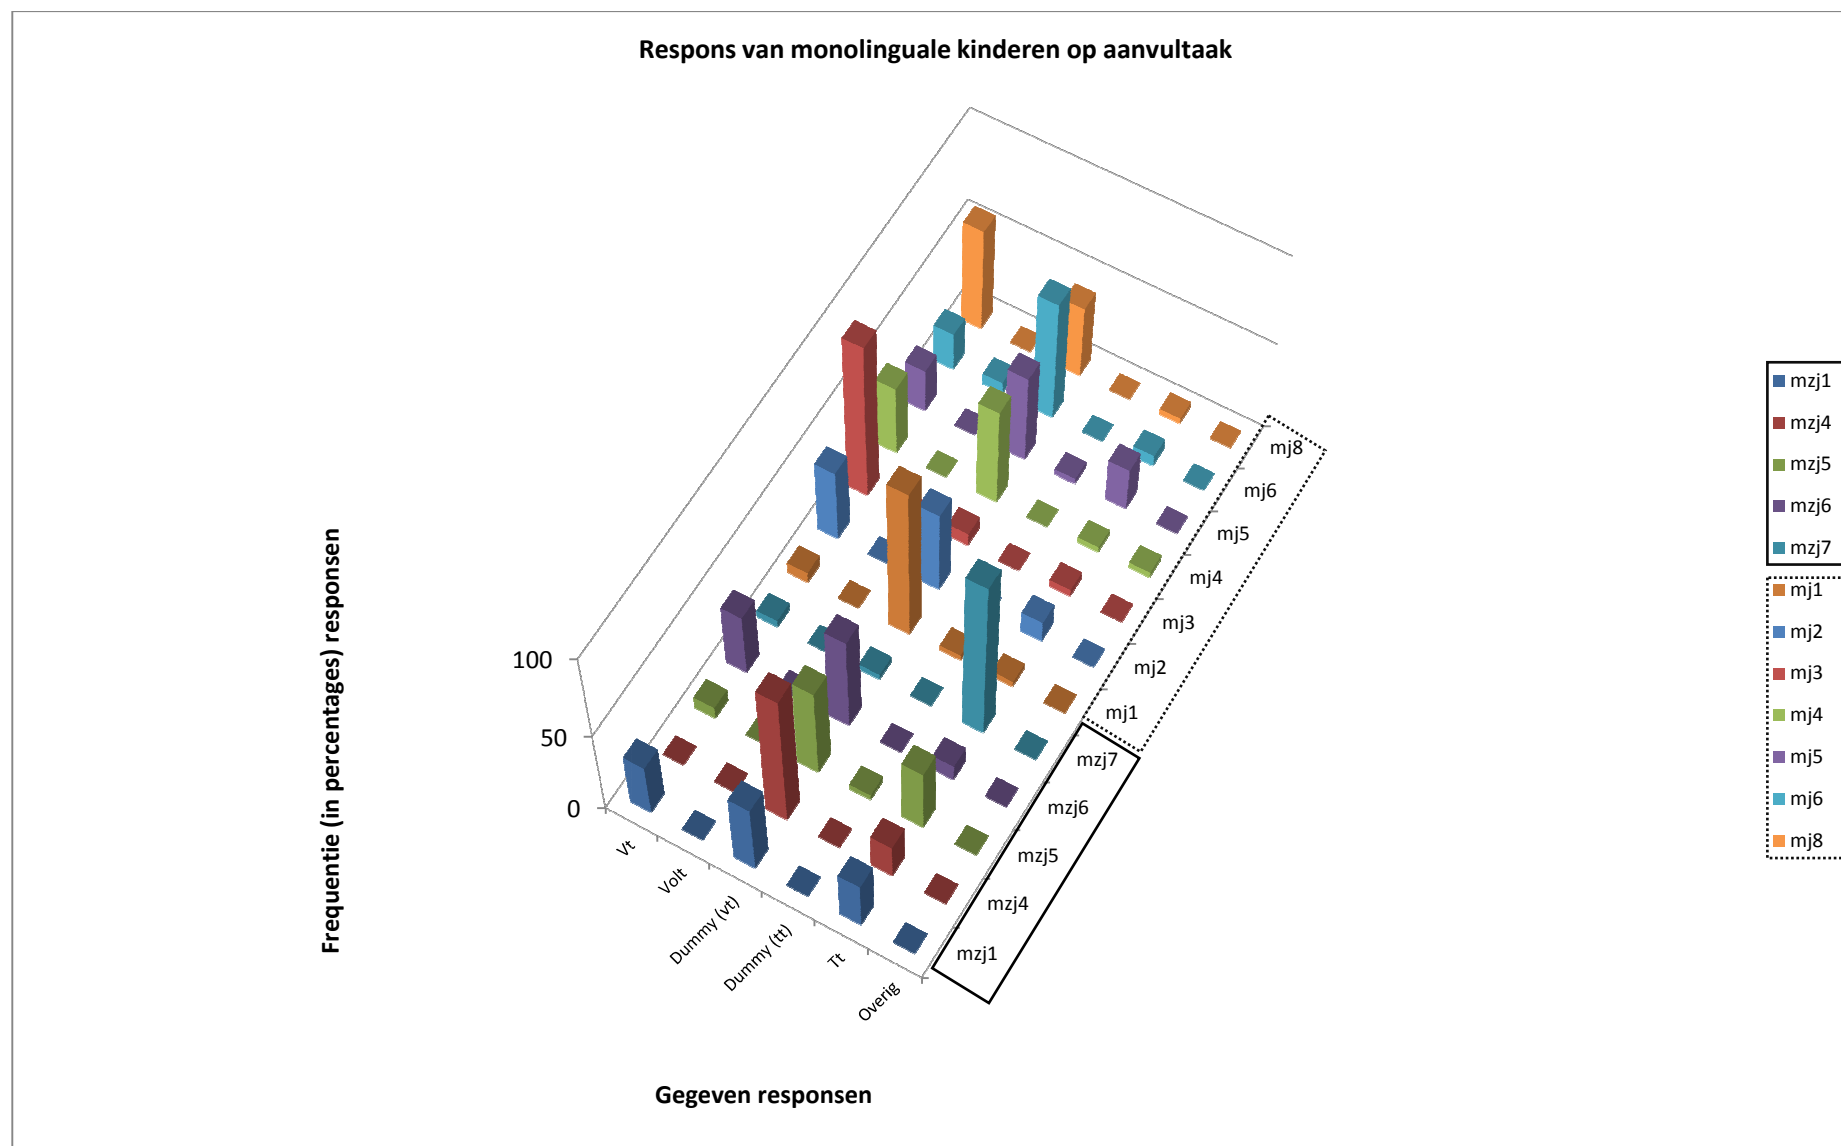 Respons van monolinguale kinderen op aanvultaak
Frequentie (in percentages) responsen
100
50
0
Vt
Volt
Dummy (vt)
Dummy (tt)
Tt
Overig
Gegeven responsen
mj8
mj6
mj5
mj4
mj3
mj2
mj1
mzj7
mzj6
mzj5
mzj4
mzj1
mzj1
mzj4
mzj5
mzj6
mzj7
mj1
mj2
mj3
mj4
mj5
mj6
mj8